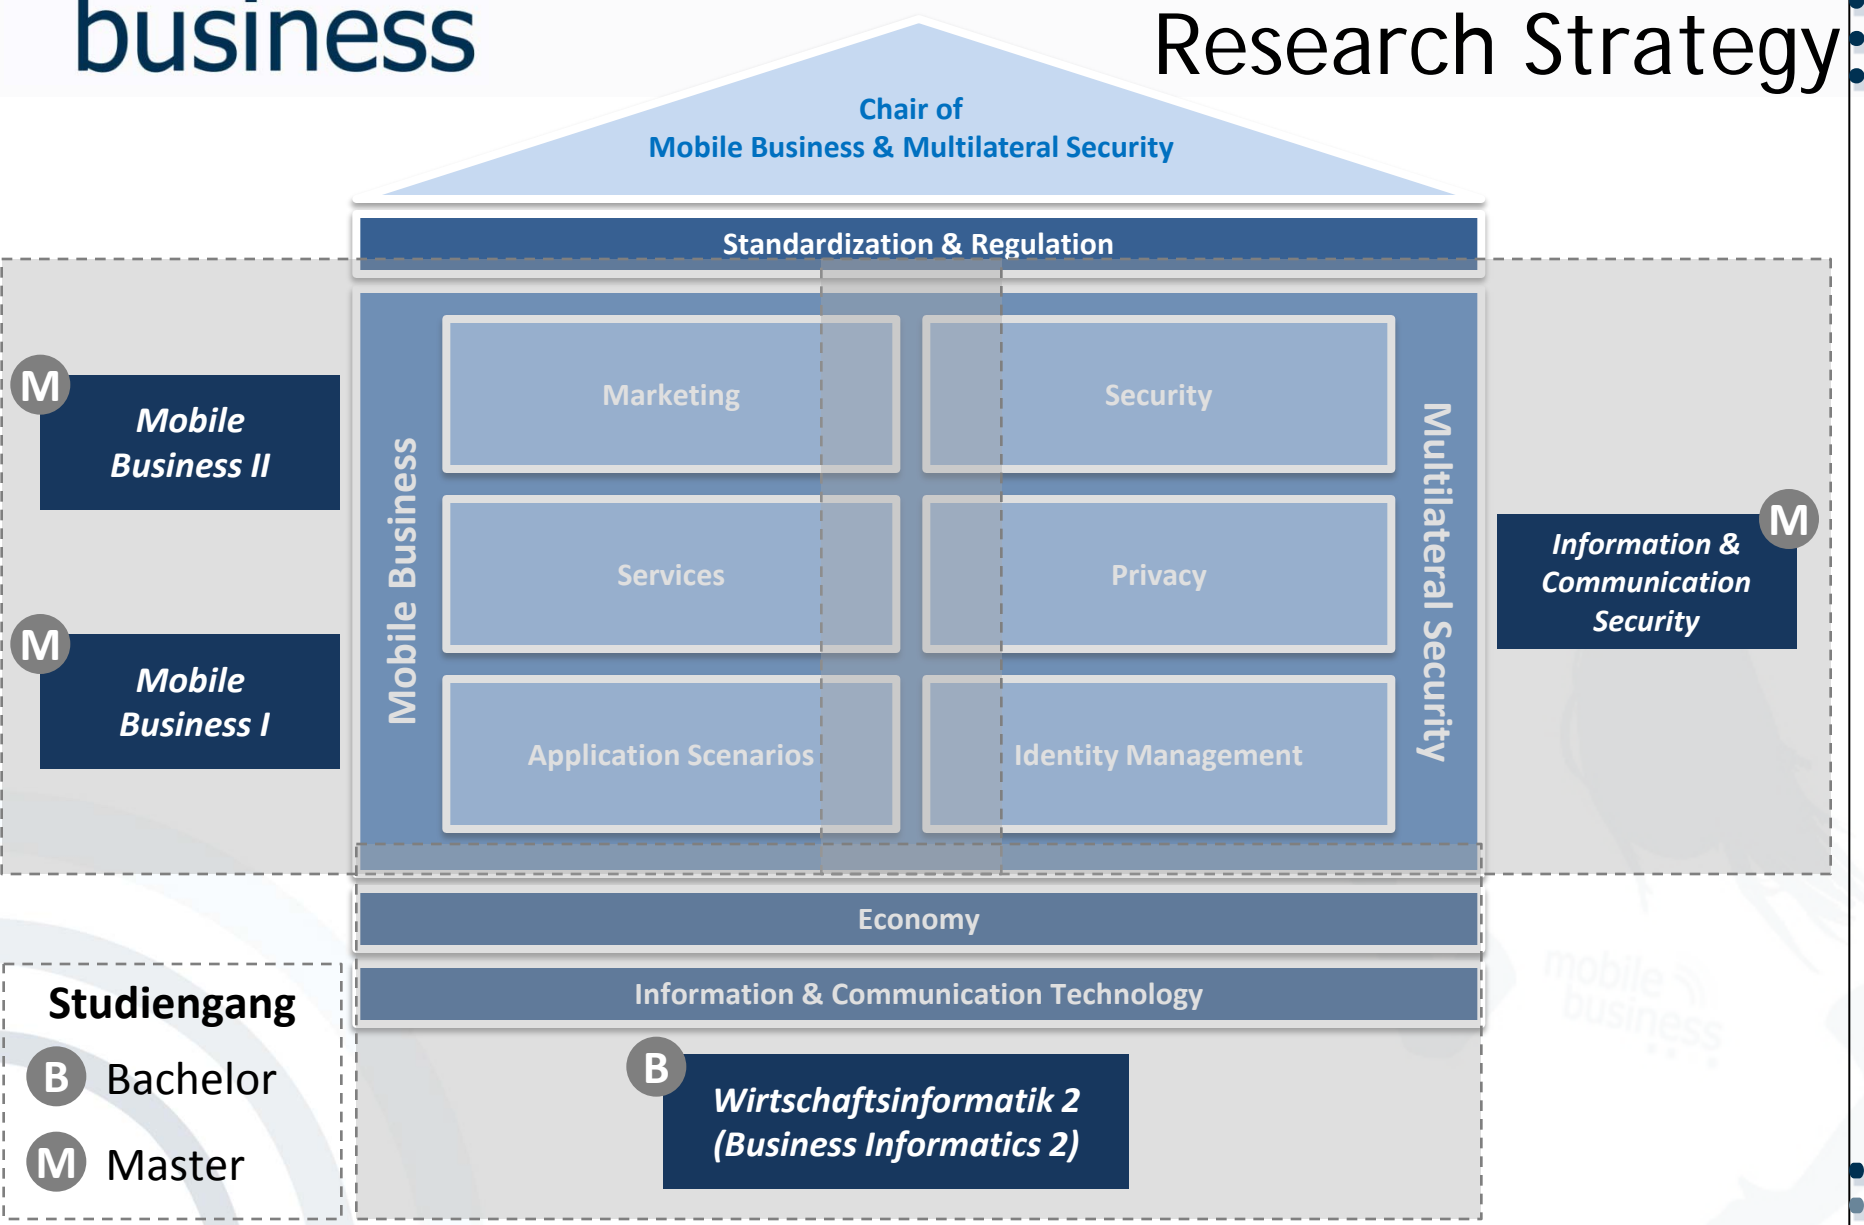 business
Research Strategy
Chair of
Mobile Business & Multilateral Security
Standardization & Regulation
M
Mobile
Business II
M
Mobile
Business I
Mobile Business
Marketing
Security
Services
Privacy
Application Scenarios
Identity Management
Multilateral Security
M
Information &
Communication
Security
Economy
Information & Communication Technology
B
Wirtschaftsinformatik 2
(Business Informatics 2)
Studiengang
B Bachelor
M Master
mobile
business